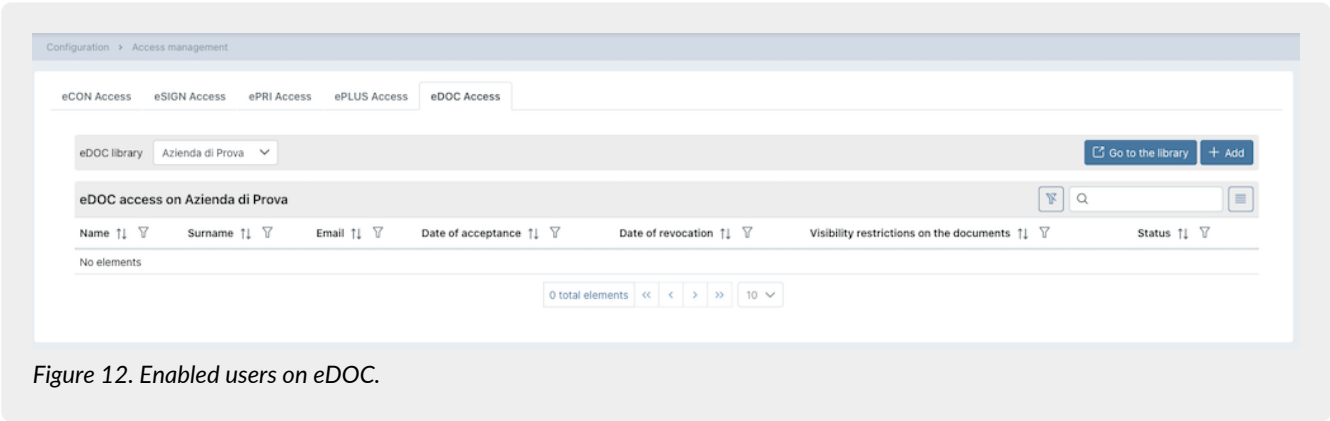 Configuration > Access management
eCON Access eSIGN Access ePRI Access ePLUS Access eDOC Access
eDOC library Azienda di Prova Go to the library + Add
eDOC access on Azienda di Prova
Name Surname Email Date of acceptance Date of revocation Visibility restrictions on the documents Status
No elements
0 total elements << < > >> 10
Figure 12. Enabled users on eDOC.